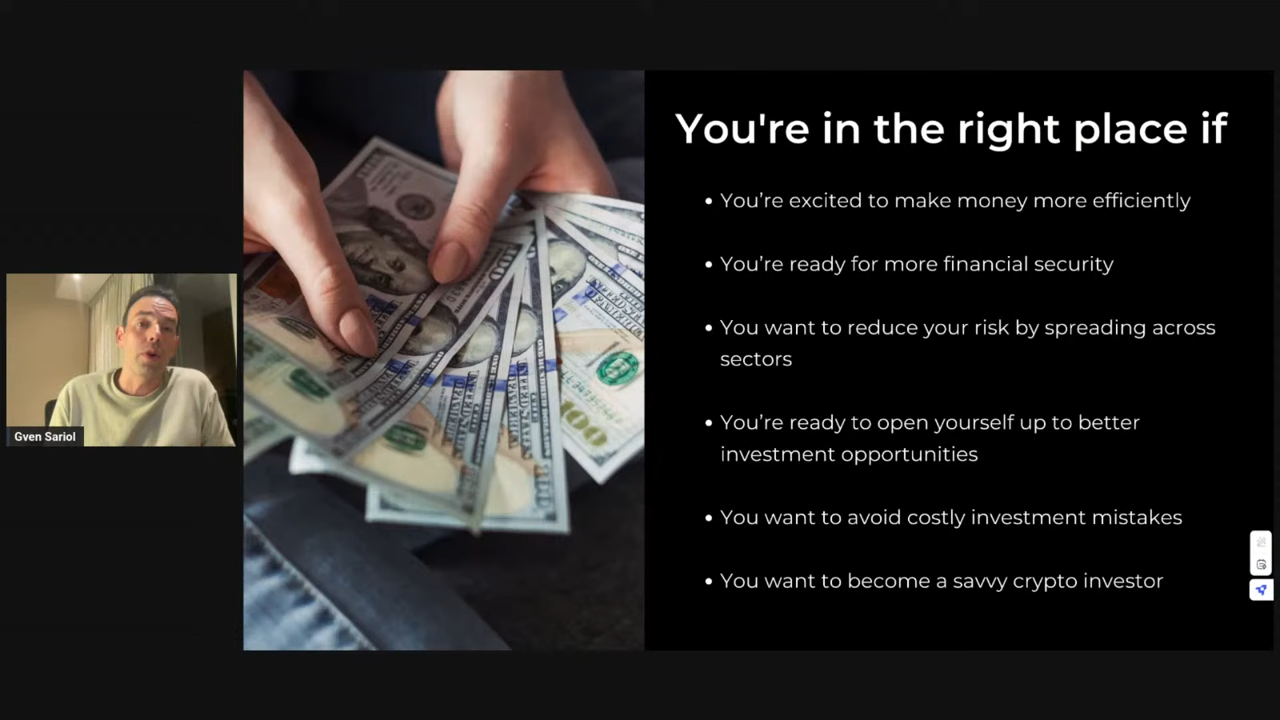 You're in the right place if
• You’re excited to make money more efficiently
• You’re ready for more financial security
• You want to reduce your risk by spreading across
sectors
• You’re ready to open yourself up to better
investment opportunities
• You want to avoid costly investment mistakes
• You want to become a savvy crypto investor
Gven Sariol
100